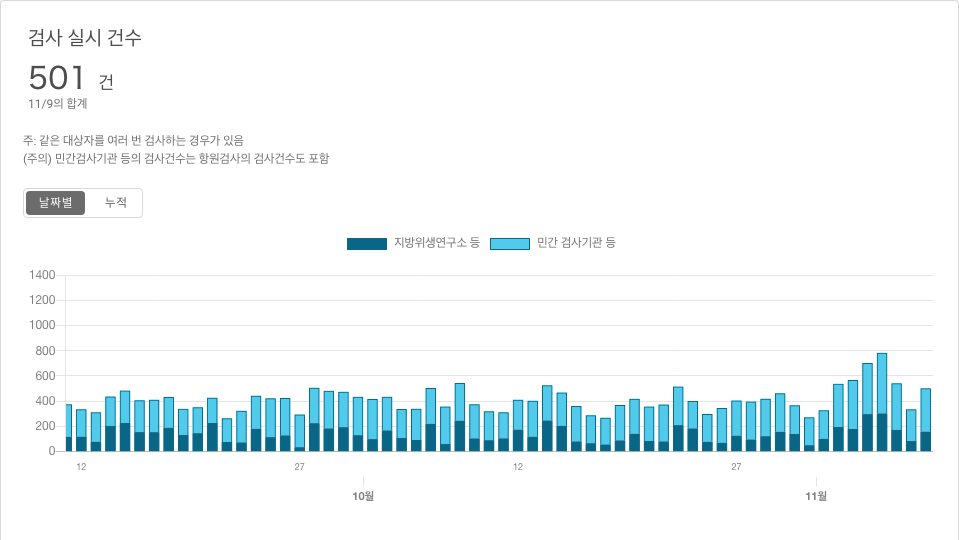 검사 실시 건수
501 건
11/9의 합계
주: 같은 대상자를 여러 번 검사하는 경우가 있음
(주의) 민간검사기관 등의 검사건수는 항원검사의 검사건수도 포함
날짜별 누적
지방위생연구소 등 민간 검사기관 등
1400
1200
1000
800
600
400
200
0
12 27 12 27
10월 11월